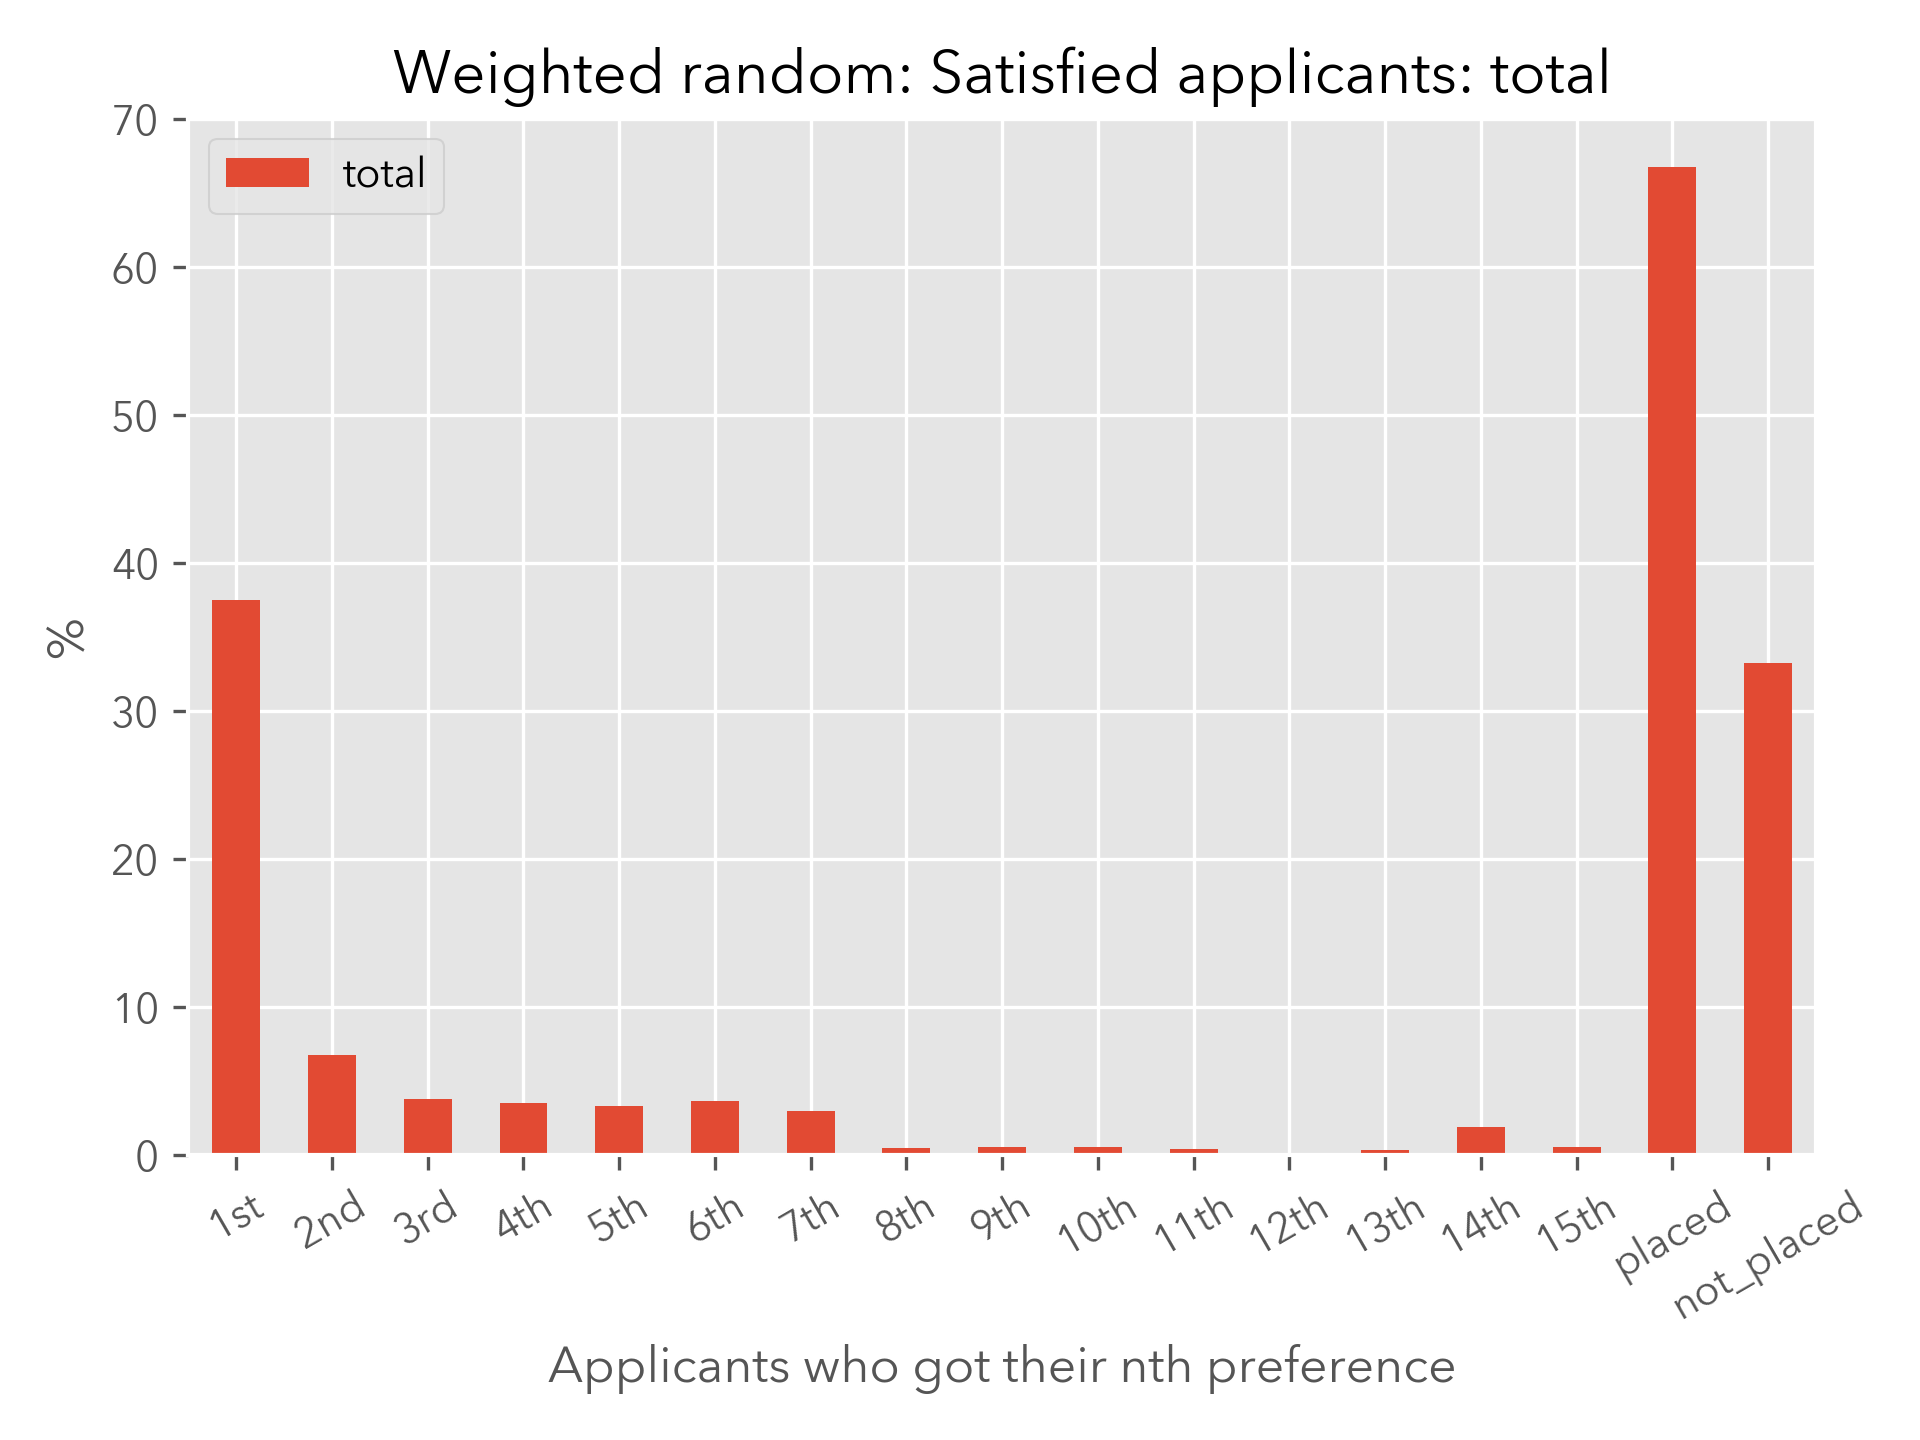 Weighted random: Satisfied applicants: total
total
70
60
50
40
30
20
10
0
%
1st 2nd 3rd 4th 5th 6th 7th 8th 9th 10th 11th 12th 13th 14th 15th placed not_placed
Applicants who got their nth preference